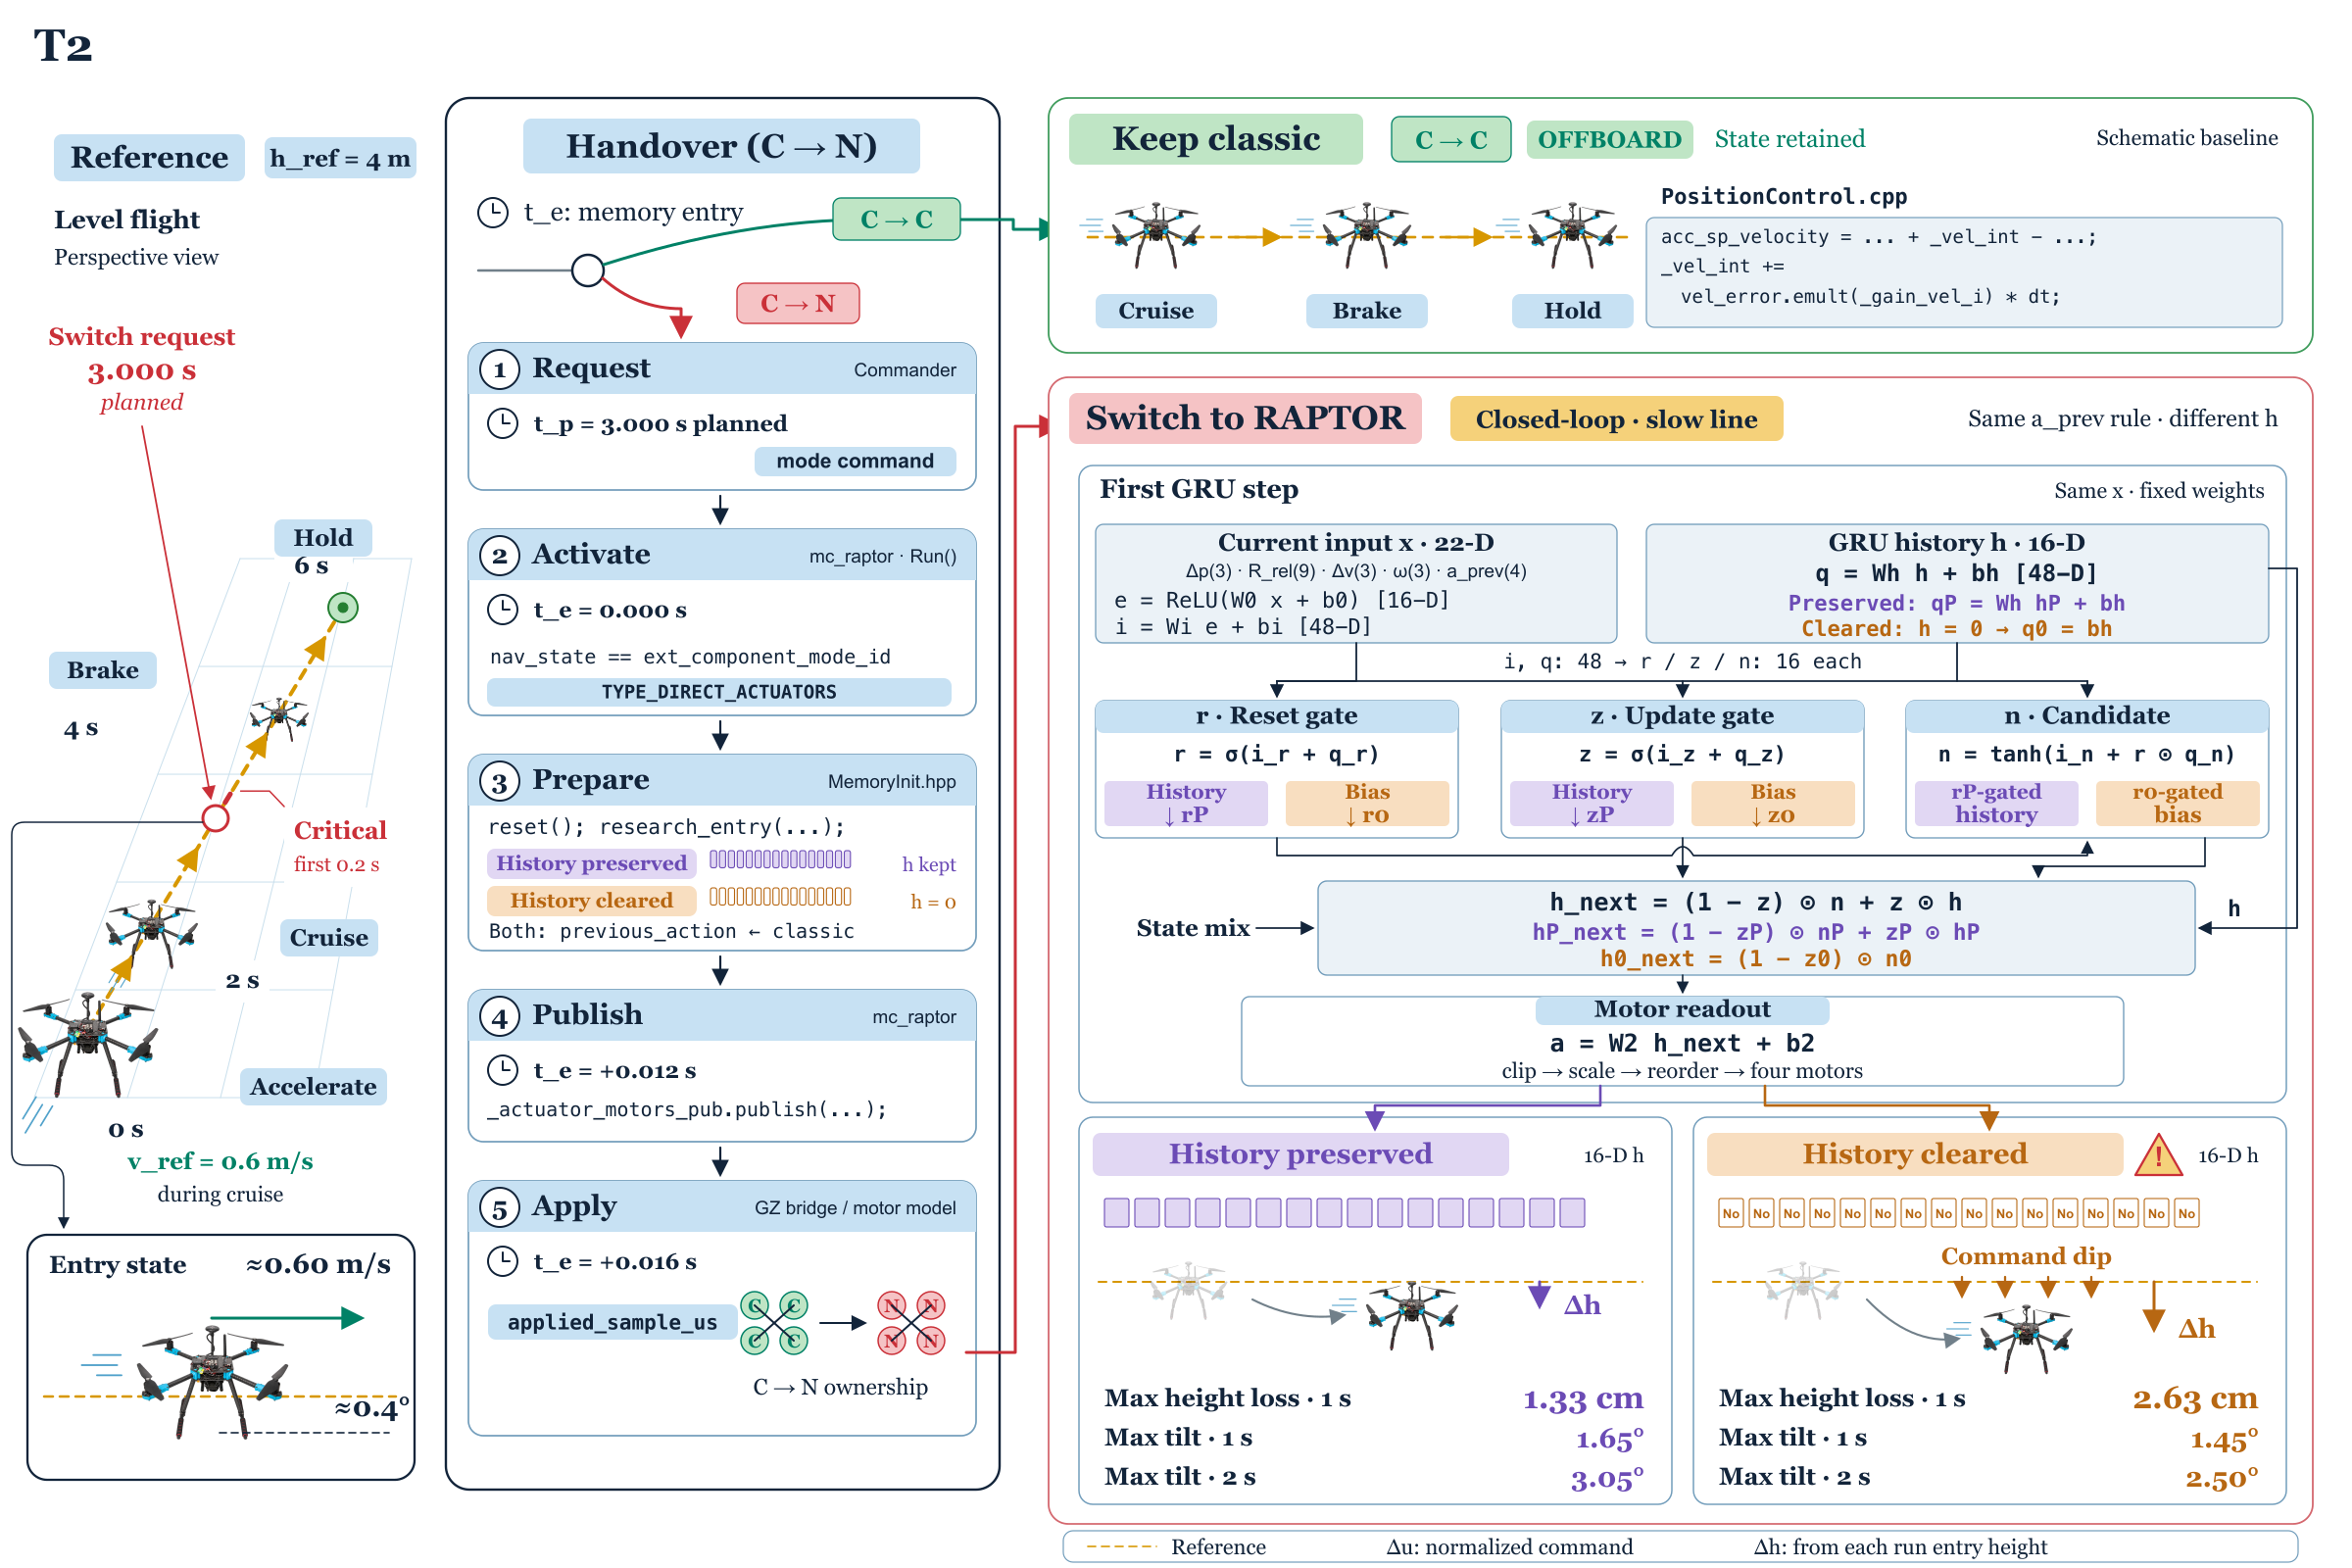 T2
Reference
h_ref = 4 m
Level flight
Perspective view
Switch request
3.000 s
planned
Hold
6 s
Brake
4 s
Critical
first 0.2 s
Cruise
2 s
Accelerate
0 s
v_ref = 0.6 m/s
during cruise
Entry state
≈0.60 m/s
≈0.4°
Handover (C → N)
t_e: memory entry
C → C
C → N
1 Request
Commander
t_p = 3.000 s planned
mode command
2 Activate
mc_raptor · Run()
t_e = 0.000 s
nav_state == ext_component_mode_id
TYPE_DIRECT_ACTUATORS
3 Prepare
MemoryInit.hpp
reset(); research_entry(...);
History preserved
h kept
History cleared
h = 0
Both: previous_action ← classic
4 Publish
mc_raptor
t_e = +0.012 s
_actuator_motors_pub.publish(...);
5 Apply
GZ bridge / motor model
t_e = +0.016 s
applied_sample_us
C C N N
C C N N
C → N ownership
Keep classic
C → C
OFFBOARD
State retained
Schematic baseline
Cruise
Brake
Hold
PositionControl.cpp
acc_sp_velocity = ... + _vel_int − ...;
_vel_int +=
vel_error.emult(_gain_vel_i) * dt;
Switch to RAPTOR
Closed-loop · slow line
Same a_prev rule · different h
First GRU step
Same x · fixed weights
Current input x · 22-D
Δp(3) · R_rel(9) · Δv(3) · ω(3) · a_prev(4)
e = ReLU(W0 x + b0) [16−D]
i = Wi e + bi [48−D]
GRU history h · 16-D
q = Wh h + bh [48−D]
Preserved: qP = Wh hP + bh
Cleared: h = 0 → q0 = bh
i, q: 48 → r / z / n: 16 each
r · Reset gate
r = σ(i_r + q_r)
History
↓ rP
Bias
↓ r0
z · Update gate
z = σ(i_z + q_z)
History
↓ zP
Bias
↓ z0
n · Candidate
n = tanh(i_n + r ⊙ q_n)
rP-gated
history
r0-gated
bias
State mix
h_next = (1 − z) ⊙ n + z ⊙ h
hP_next = (1 − zP) ⊙ nP + zP ⊙ hP
h0_next = (1 − z0) ⊙ n0
h
Motor readout
a = W2 h_next + b2
clip → scale → reorder → four motors
History preserved
16-D h
Δh
Max height loss · 1 s
1.33 cm
Max tilt · 1 s
1.65°
Max tilt · 2 s
3.05°
History cleared
!
16-D h
No No No No No No No No No No No No No No No No
Command dip
Δh
Max height loss · 1 s
2.63 cm
Max tilt · 1 s
1.45°
Max tilt · 2 s
2.50°
Reference
Δu: normalized command
Δh: from each run entry height